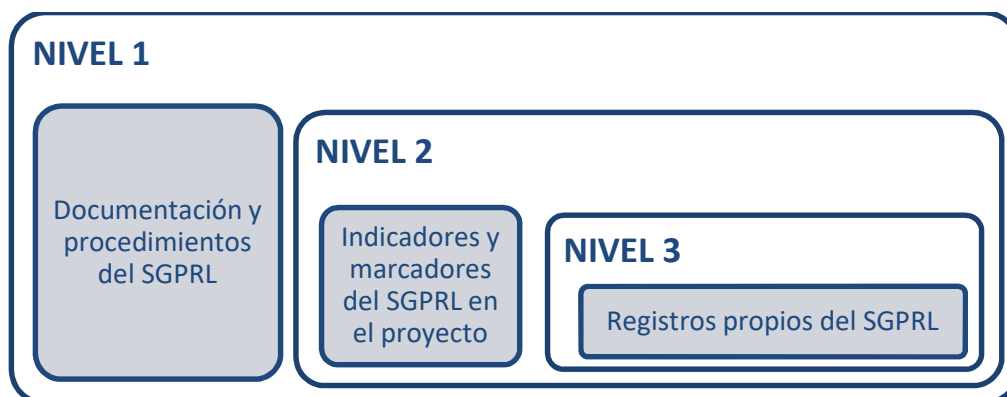 NIVEL 1
Documentación y
procedimientos
del SGPRL
NIVEL 2
Indicadores y
marcadores
del SGPRL en
el proyecto
NIVEL 3
Registros propios del SGPRL